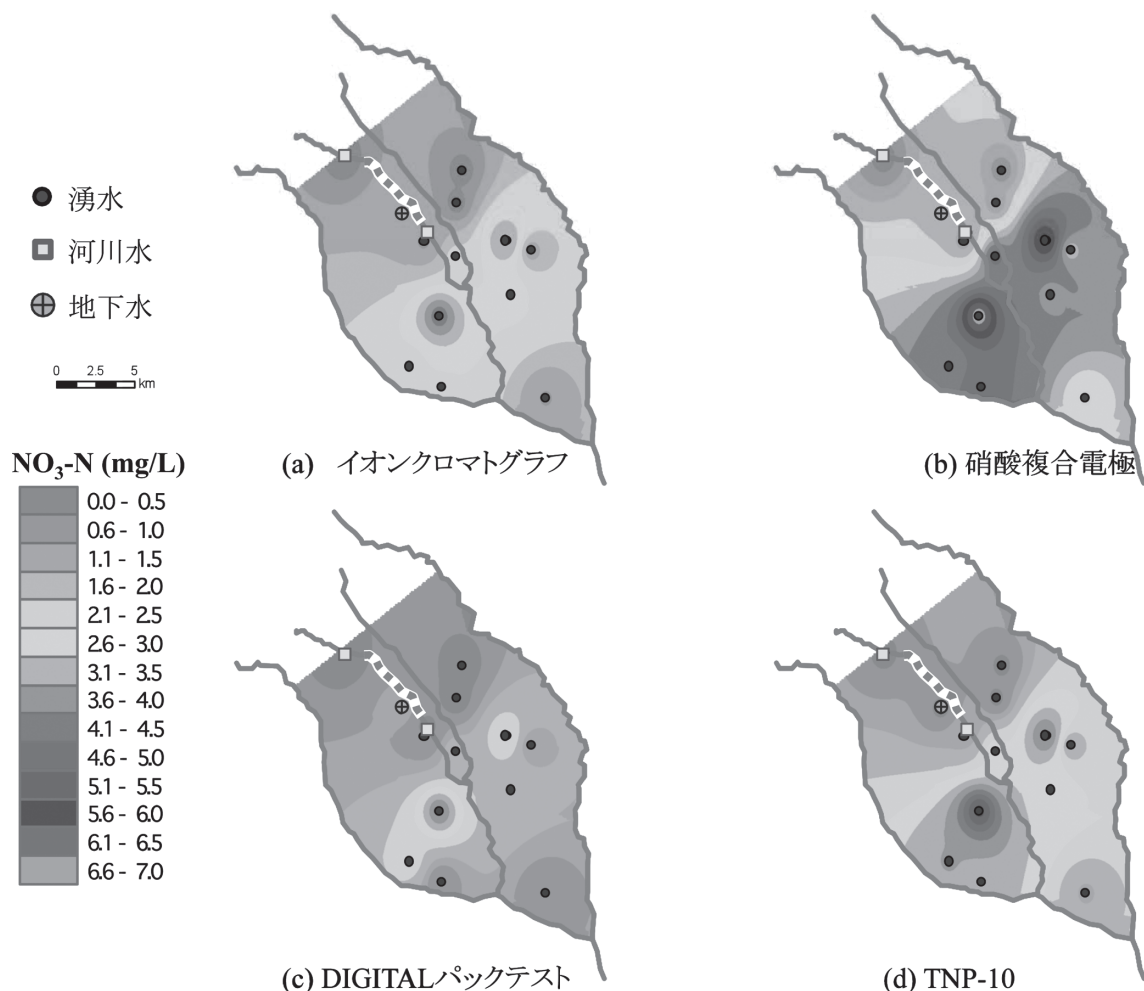 湧水
河川水
地下水
0 2.5 5
km
NO₃-N (mg/L)
0.0 - 0.5
0.6 - 1.0
1.1 - 1.5
1.6 - 2.0
2.1 - 2.5
2.6 - 3.0
3.1 - 3.5
3.6 - 4.0
4.1 - 4.5
4.6 - 5.0
5.1 - 5.5
5.6 - 6.0
6.1 - 6.5
6.6 - 7.0
(a) イオンクロマトグラフ
(b) 硝酸複合電極
(c) DIGITALパックテスト
(d) TNP-10